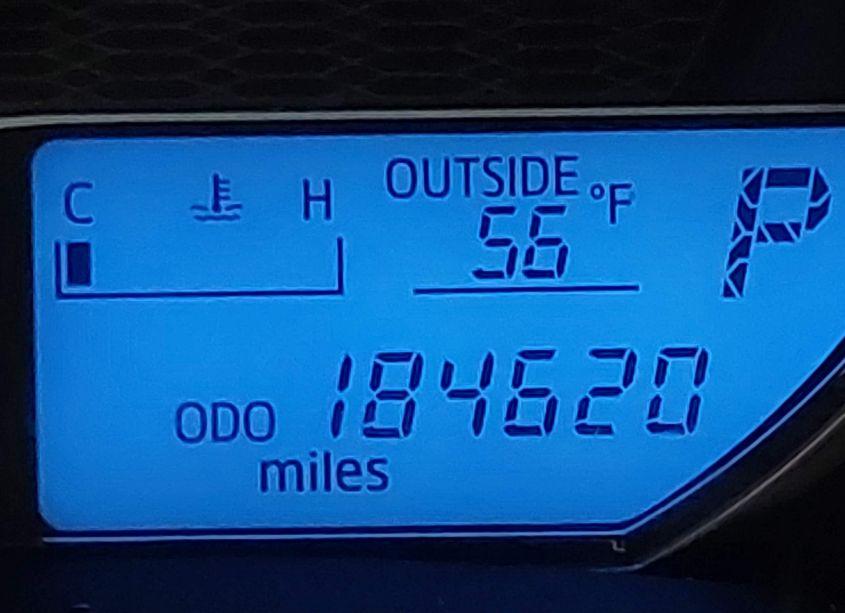 C H OUTSIDE °F P
56
ODO 184620
miles